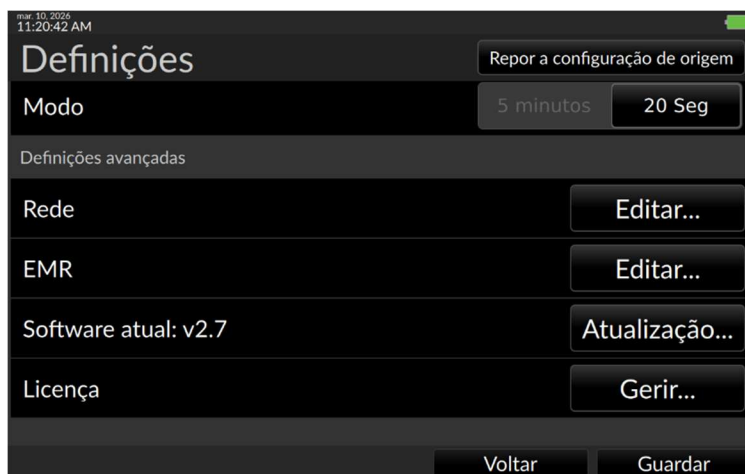 mar. 10, 2026
11:20:42 AM
Definições
Repor a configuração de origem
Modo
5 minutos
20 Seg
Definições avançadas
Rede
Editar...
EMR
Editar...
Software atual: v2.7
Atualização...
Licença
Gerir...
Voltar
Guardar